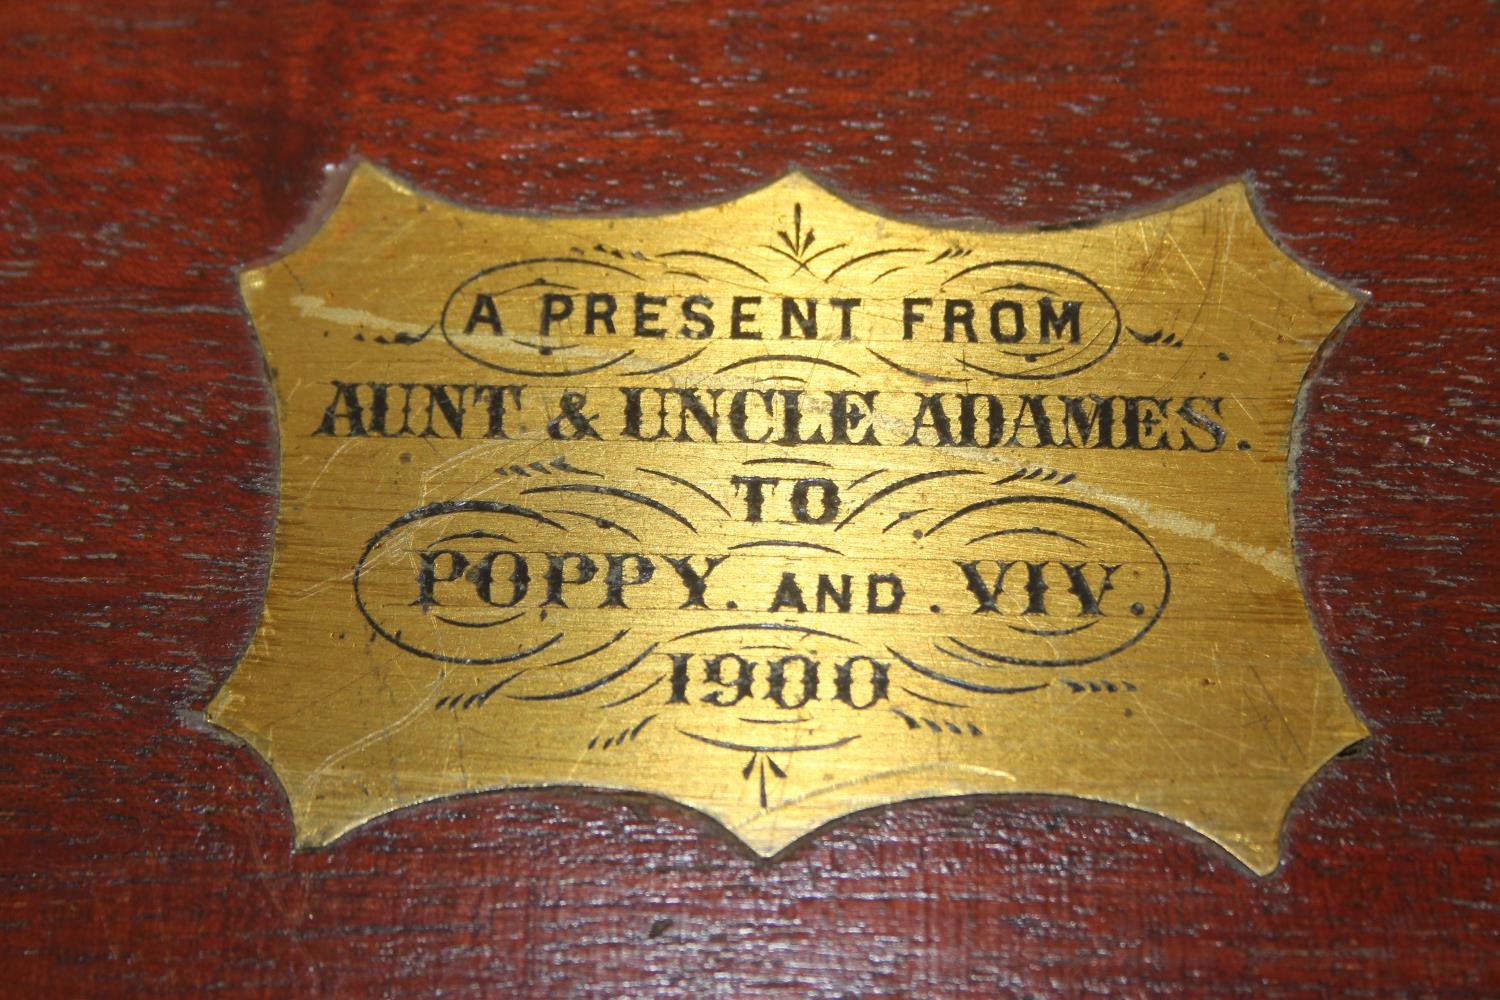 A PRESENT FROM
AUNT & UNCLE ADAMES.
TO
POPPY. AND. VIV.
1900